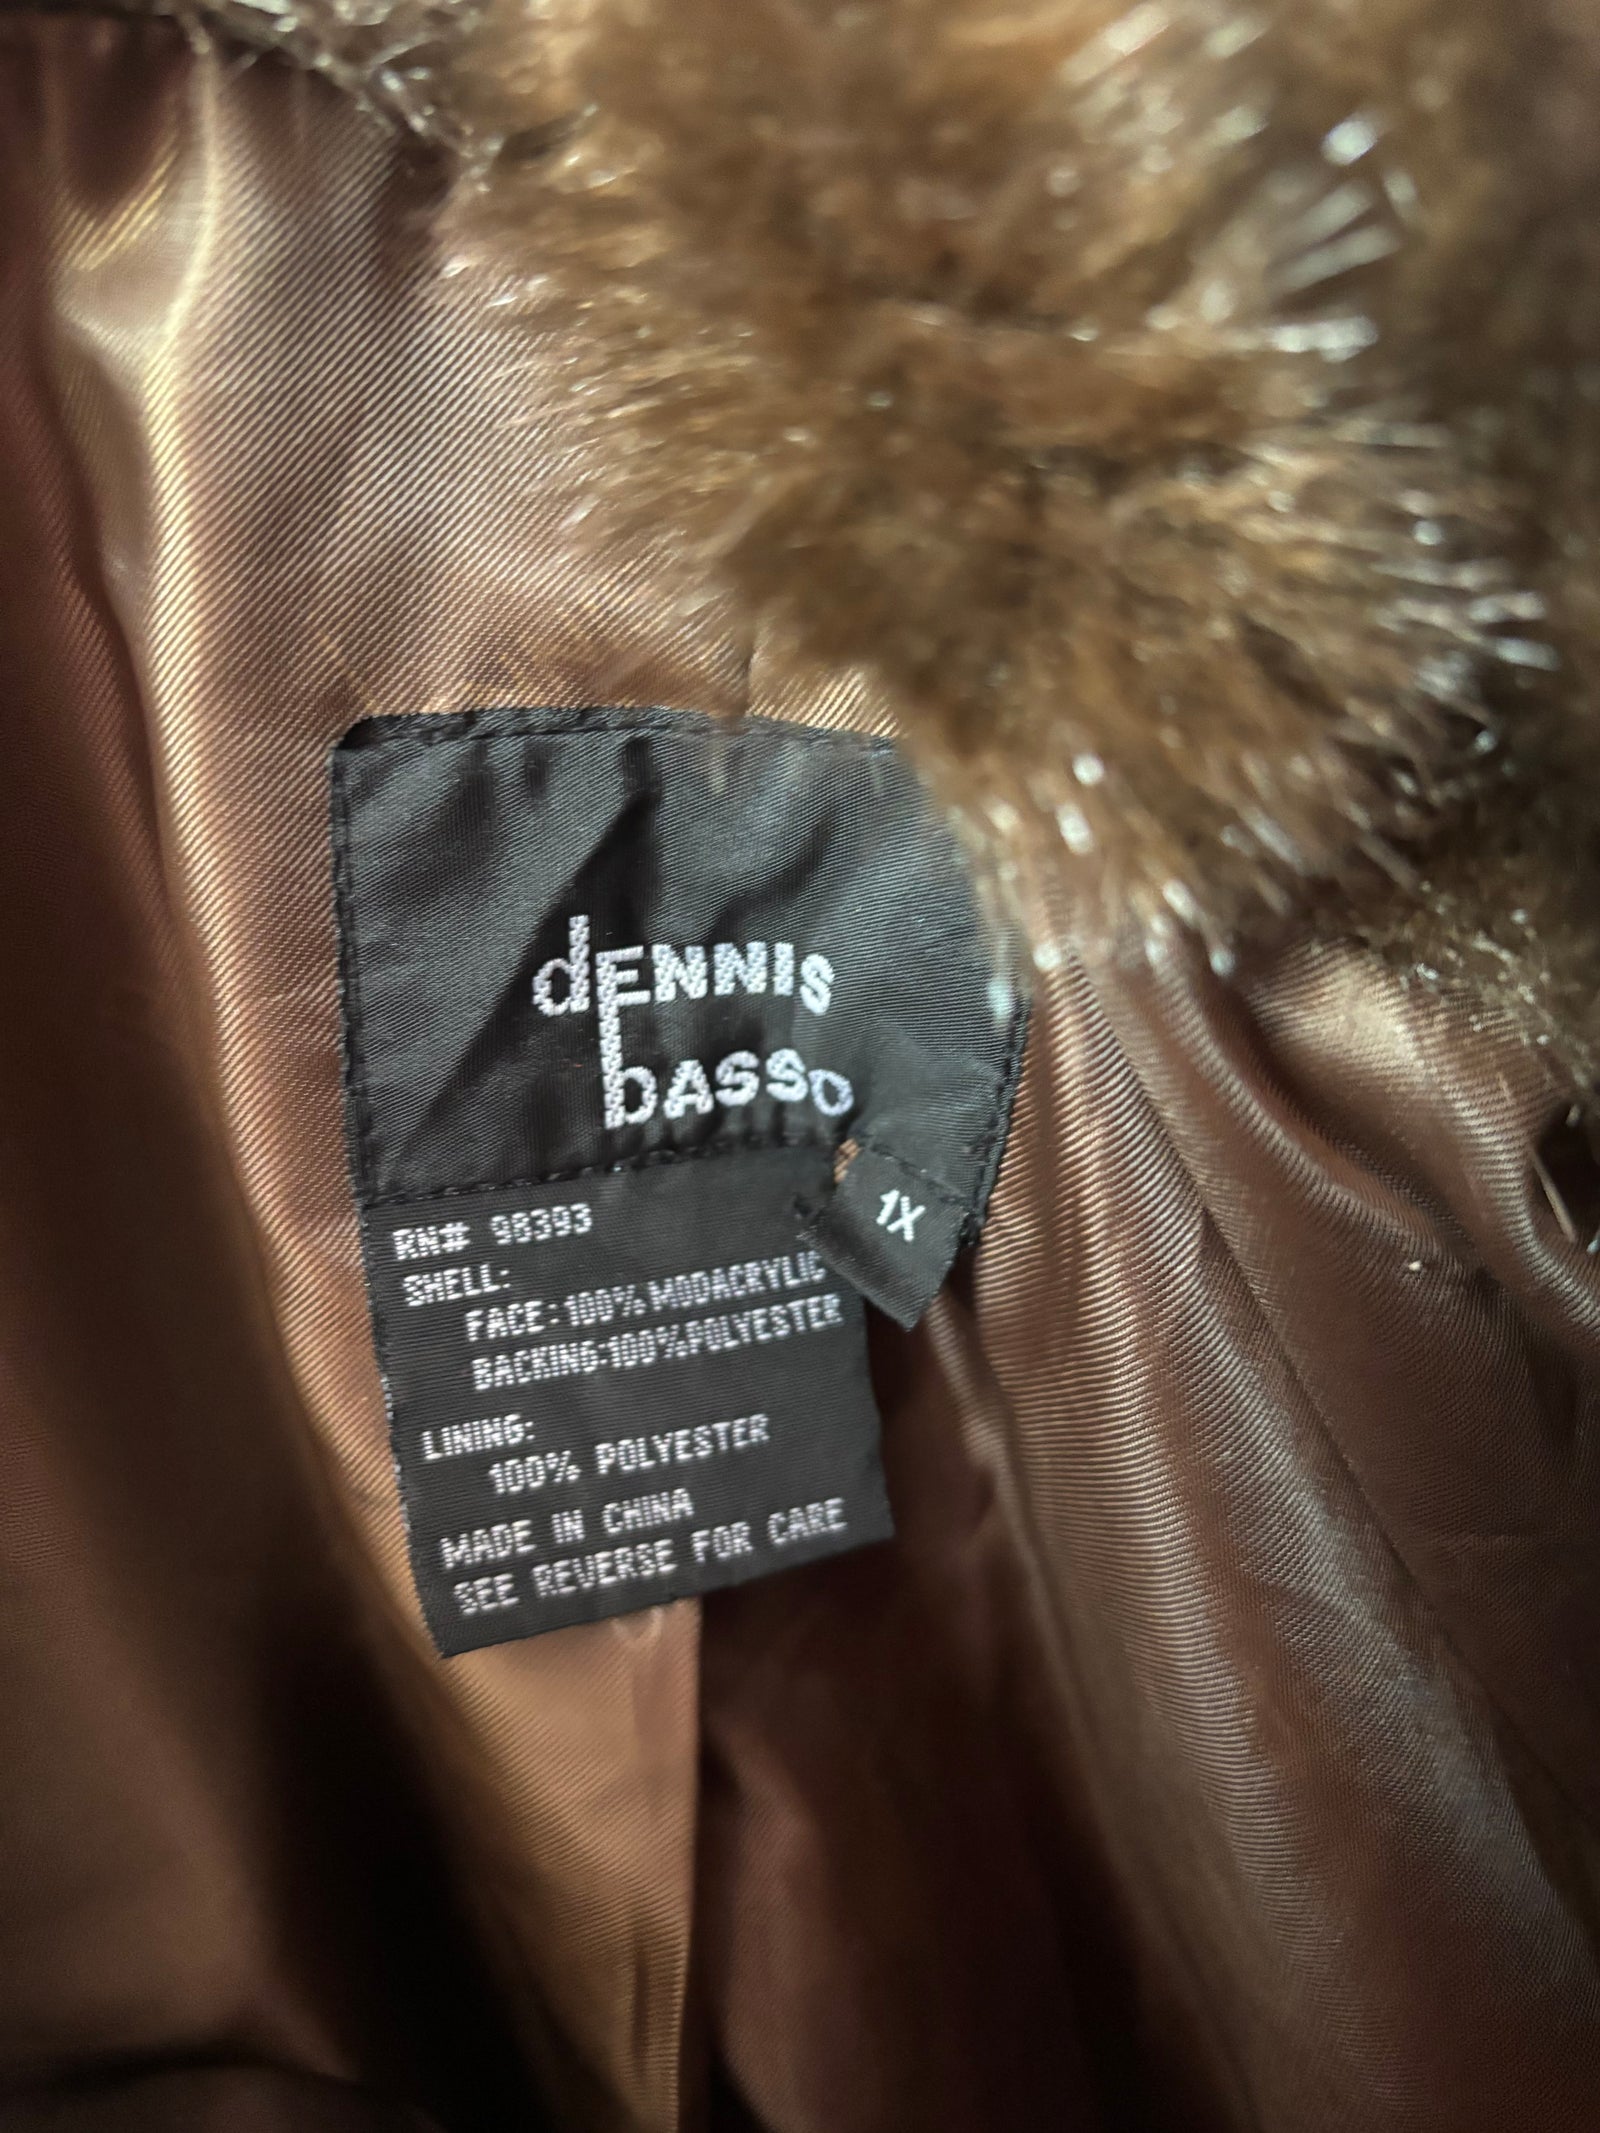 dENNIS
bASSO
1X
RN# 98393
SHELL:
FACE:100% MODACRYLIC
BACKING:100%POLYESTER
LINING:
100% POLYESTER
MADE IN CHINA
SEE REVERSE FOR CARE